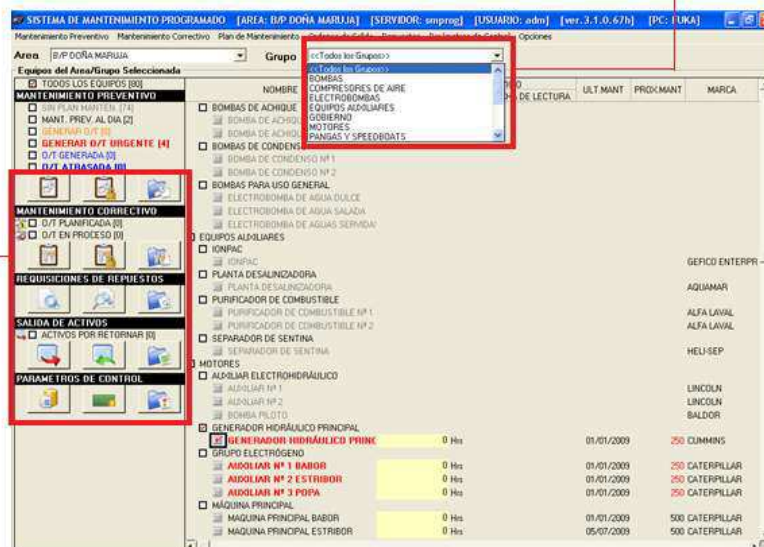 SISTEMA DE MANTENIMIENTO PROGRAMADO [AREA: B/P DOÑA MARUJA] [SERVIDOR: smprog] [USUARIO: adm] [ver.3.1.0.67h] [PC: FUKA]
Mantenimiento Preventivo Mantenimiento Correctivo Plan de Mantenimiento Opciones
Area B/P DOÑA MARUJA Grupo <<Todos los Grupos>>
Equipos del Area/Grupo Seleccionada
<<Todos los Grupos>>
BOMBAS
COMPRESORES DE AIRE
ELECTROBOMBAS
EQUIPOS AUXILIARES
GOBIERNO
MOTORES
PANGAS Y SPEEDBOATS
NOMBRE DE LECTURA ULT.MANT PROX.MANT MARCA
TODOS LOS EQUIPOS [80]
MANTENIMIENTO PREVENTIVO
SIN PLAN MANTEN. [74]
MANT. PREV. AL DIA [2]
GENERAR O/T [0]
GENERAR O/T URGENTE [4]
O/T GENERADA [0]
O/T ATRASADA [0]
MANTENIMIENTO CORRECTIVO
O/T PLANIFICADA [0]
O/T EN PROCESO [0]
REQUISICIONES DE REPUESTOS
SALIDA DE ACTIVOS
ACTIVOS POR RETORNAR [0]
PARAMETROS DE CONTROL
BOMBAS DE ACHIQUE
BOMBA DE ACHIQ
BOMBA DE ACHIQ
BOMBAS DE CONDENS
BOMBA DE CONDENSO Nº 1
BOMBA DE CONDENSO Nº 2
BOMBAS PARA USO GENERAL
ELECTROBOMBA DE AGUA DULCE
ELECTROBOMBA DE AGUA SALADA
ELECTROBOMBA DE AGUAS SERVIDA
EQUIPOS AUXILIARES
IONPAC
IONPAC GEFICO ENTERPR
PLANTA DESALINIZADORA
PLANTA DESALINIZADORA AQUAMAR
PURIFICADOR DE COMBUSTIBLE
PURIFICADOR DE COMBUSTIBLE Nº 1 ALFA LAVAL
PURIFICADOR DE COMBUSTIBLE Nº 2 ALFA LAVAL
SEPARADOR DE SENTINA
SEPARADOR DE SENTINA HELI-SEP
MOTORES
AUXILIAR ELECTROHIDRÁULICO
AUXILIAR Nº 1 LINCOLN
AUXILIAR Nº 2 LINCOLN
BOMBA PILOTO BALDOR
GENERADOR HIDRÁULICO PRINCIPAL
GENERADOR HIDRÁULICO PRINC 0 Hrs 01/01/2009 250 CUMMINS
GRUPO ELECTRÓGENO
AUXILIAR Nº 1 BABOR 0 Hrs 01/01/2009 250 CATERPILLAR
AUXILIAR Nº 2 ESTRIBOR 0 Hrs 01/01/2009 250 CATERPILLAR
AUXILIAR Nº 3 POPA 0 Hrs 01/01/2009 250 CATERPILLAR
MÁQUINA PRINCIPAL
MAQUINA PRINCIPAL BABOR 0 Hrs 01/01/2009 500 CATERPILLAR
MAQUINA PRINCIPAL ESTRIBOR 0 Hrs 05/07/2009 500 CATERPILLAR